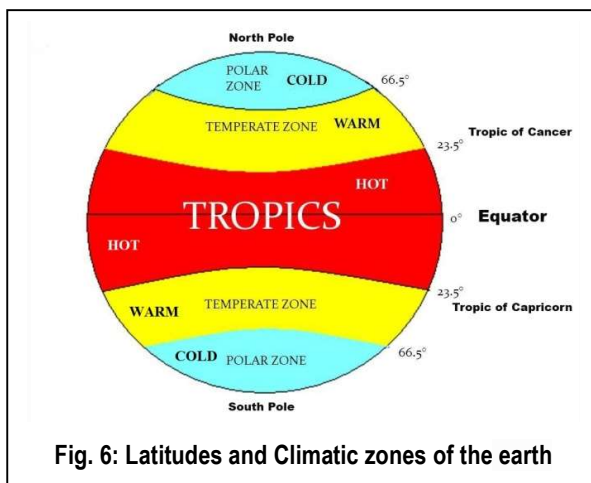 North Pole
POLAR
ZONE
COLD
66.5°
TEMPERATE ZONE
WARM
Tropic of Cancer
23.5°
HOT
TROPICS
0°
Equator
HOT
23.5°
TEMPERATE ZONE
WARM
Tropic of Capricorn
COLD
POLAR ZONE
66.5°
South Pole
Fig. 6: Latitudes and Climatic zones of the earth